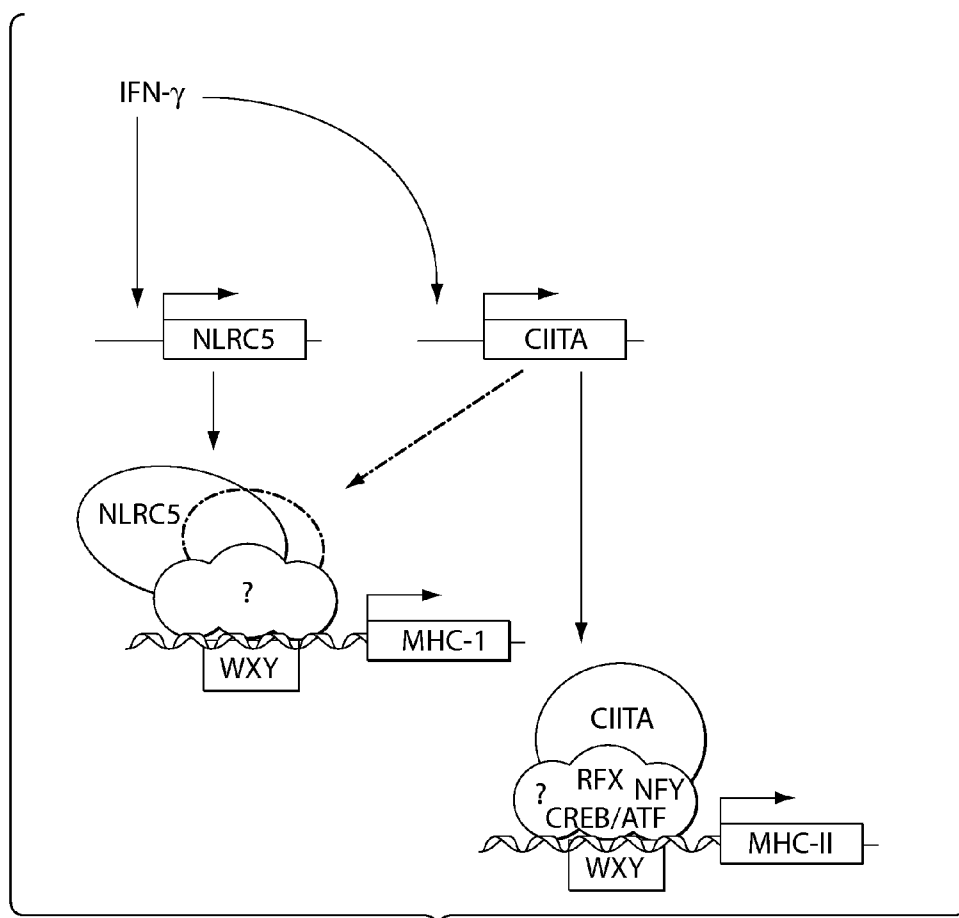 IFN-γ
NLRC5
CIITA
NLRC5
?
MHC-1
WXY
CIITA
RFX
? NFY
CREB/ATF
MHC-II
WXY